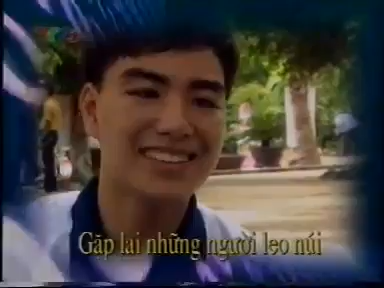 Gặp lại những người leo núi